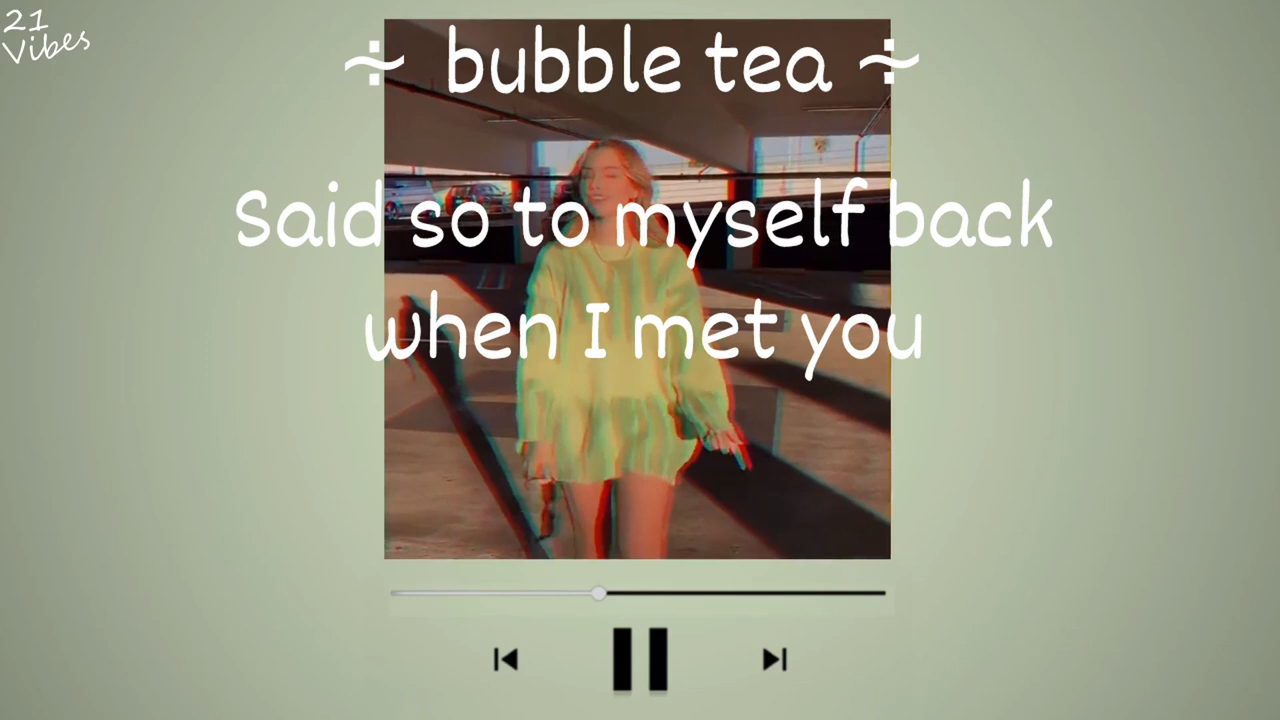 21
Vibes
⩪ bubble tea ⩪
Said so to myself back
when I met you